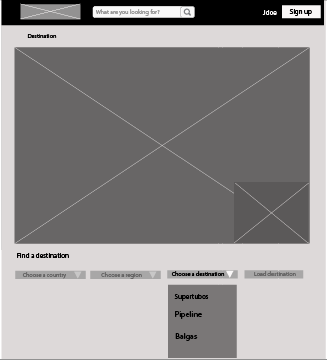 What are you looking for?
Jdoe
Sign up
Destination
Find a destination
Choose a country
Choose a region
Choose a destination
Load destination
Supertubos
Pipeline
Balgas